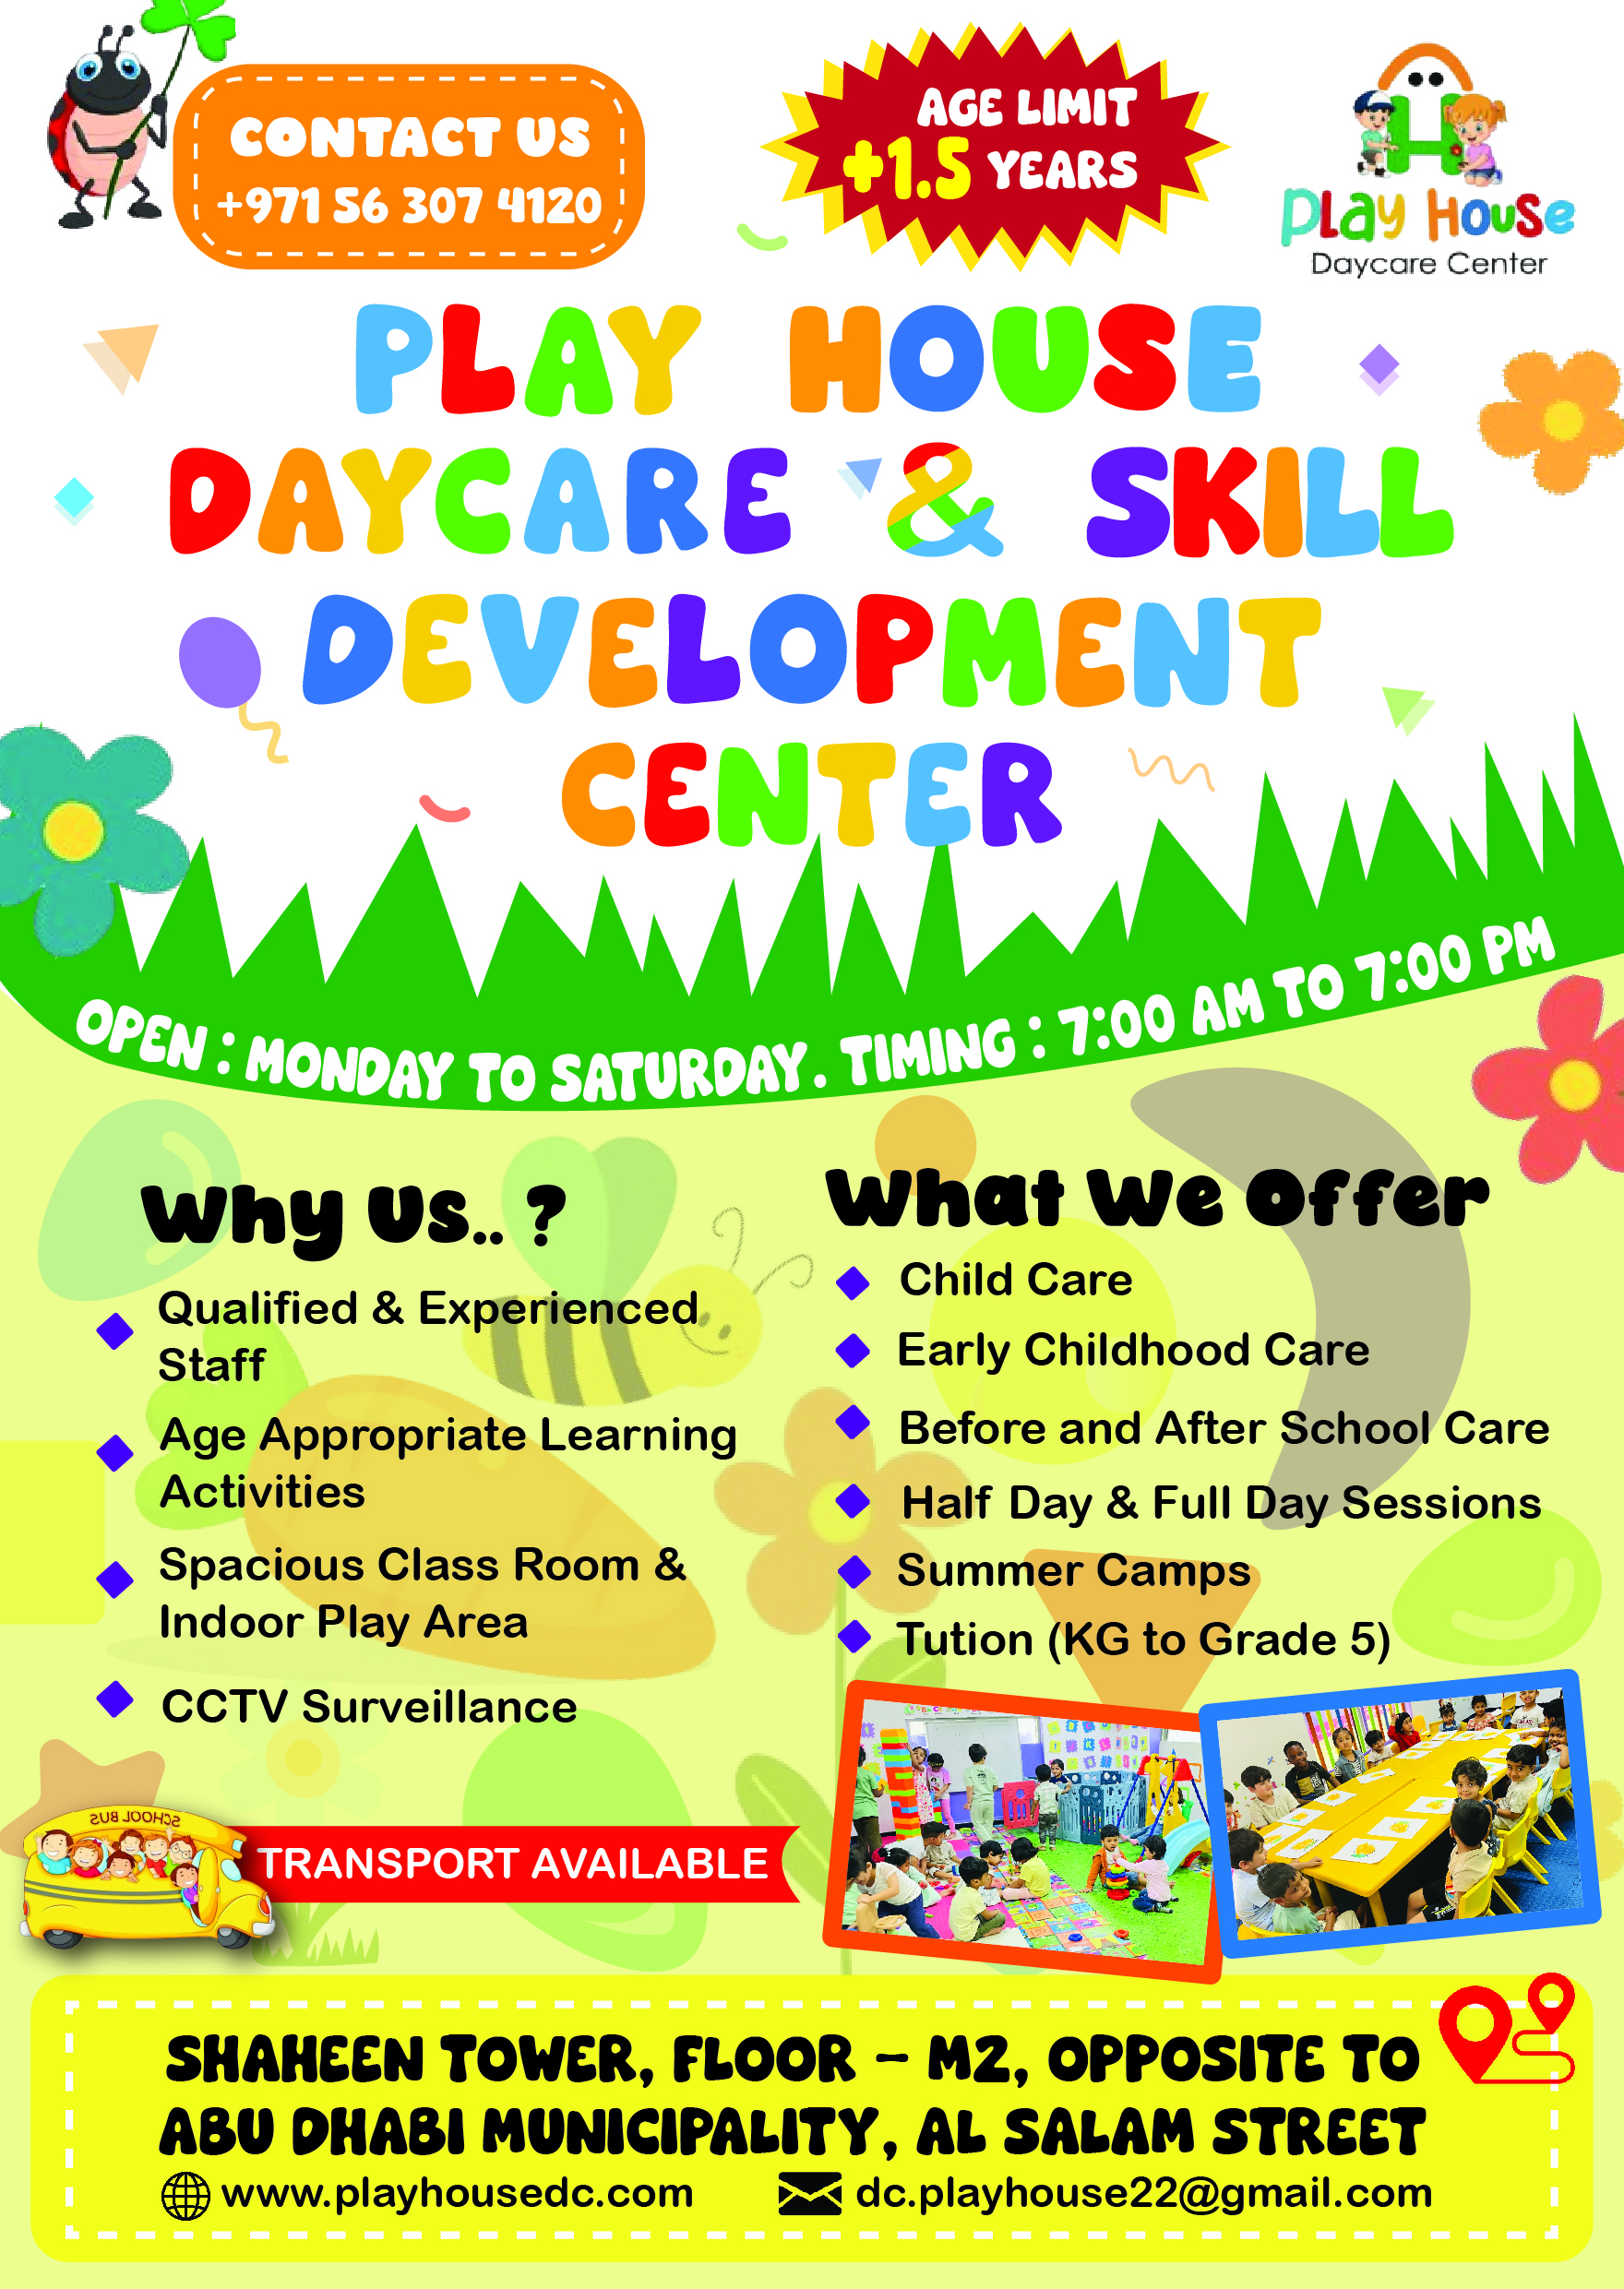 CONTACT US
+971 56 307 4120
AGE LIMIT
+1.5 YEARS
Play House
Daycare Center
PLAY HOUSE
DAYCARE & SKILL
DEVELOPMENT
CENTER
OPEN : MONDAY TO SATURDAY. TIMING : 7:00 AM TO 7:00 PM
Why Us.. ?
Qualified & Experienced
Staff
Age Appropriate Learning
Activities
Spacious Class Room &
Indoor Play Area
CCTV Surveillance
What We Offer
Child Care
Early Childhood Care
Before and After School Care
Half Day & Full Day Sessions
Summer Camps
Tution (KG to Grade 5)
SCHOOL BUS
TRANSPORT AVAILABLE
SHAHEEN TOWER, FLOOR – M2, OPPOSITE TO
ABU DHABI MUNICIPALITY, AL SALAM STREET
www.playhousedc.com
dc.playhouse22@gmail.com